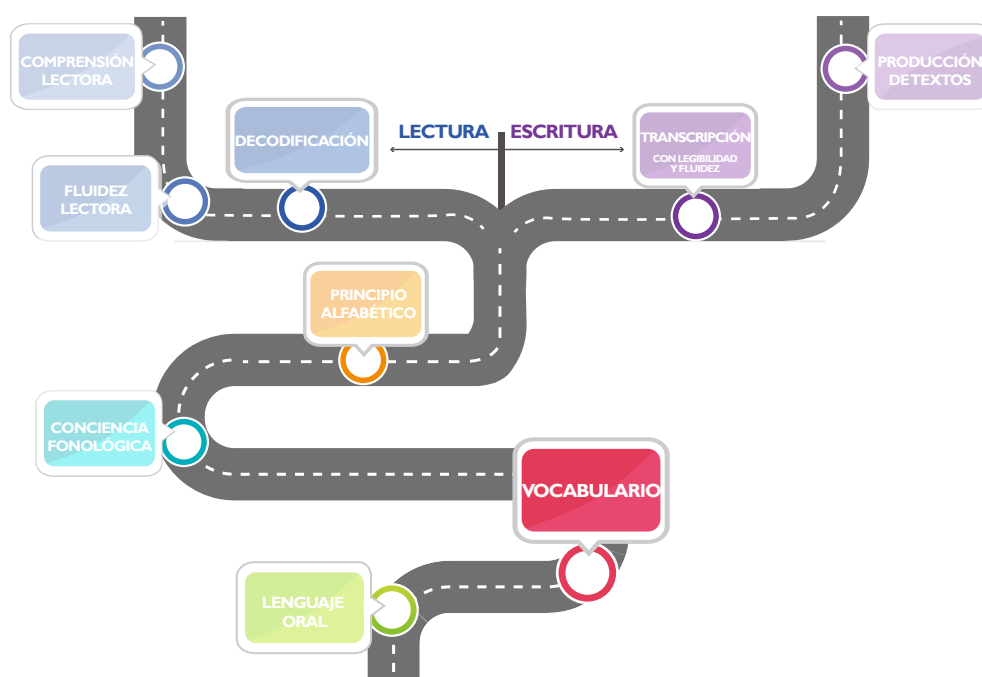 COMPRENSIÓN
LECTORA
PRODUCCIÓN
DE TEXTOS
DECODIFICACIÓN
LECTURA
ESCRITURA
TRANSCRIPCIÓN
CON LEGIBILIDAD
Y FLUIDEZ
FLUIDEZ
LECTORA
PRINCIPIO
ALFABÉTICO
CONCIENCIA
FONOLÓGICA
VOCABULARIO
LENGUAJE
ORAL